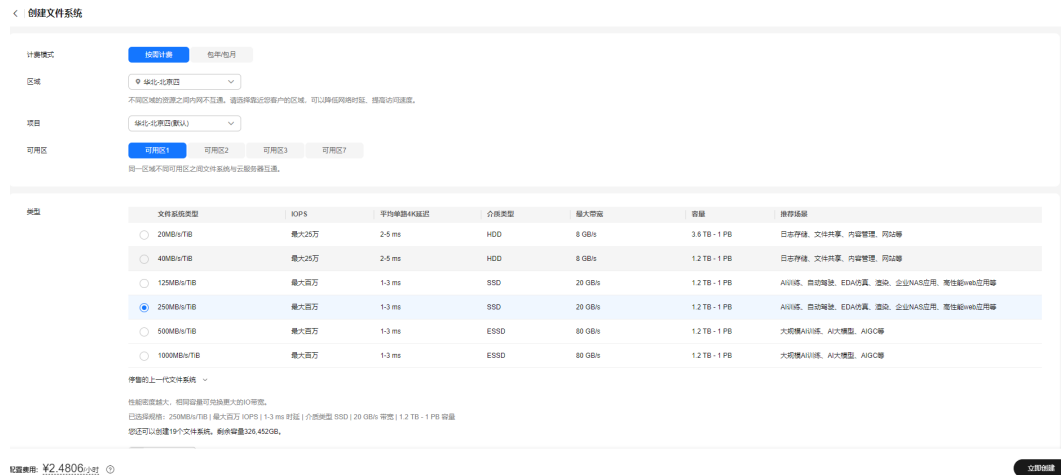 创建文件系统
计费模式 按需计费 包年/包月
区域 华北-北京四
不同区域的资源之间内网不互通。请选择靠近您客户的区域，可以降低网络时延、提高访问速度。
项目 华北-北京四(默认)
可用区 可用区1 可用区2 可用区3 可用区7
同一区域不同可用区之间文件系统与云服务器互通。
类型 文件系统类型 IOPS 平均单路4K延迟 介质类型 最大带宽 容量 推荐场景
20MB/s/TiB 最大25万 2-5 ms HDD 8 GB/s 3.6 TB - 1 PB 日志存储、文件共享、内容管理、网站等
40MB/s/TiB 最大25万 2-5 ms HDD 8 GB/s 1.2 TB - 1 PB 日志存储、文件共享、内容管理、网站等
125MB/s/TiB 最大百万 1-3 ms SSD 20 GB/s 1.2 TB - 1 PB AI训练、自动驾驶、EDA仿真、渲染、企业NAS应用、高性能web应用等
250MB/s/TiB 最大百万 1-3 ms SSD 20 GB/s 1.2 TB - 1 PB AI训练、自动驾驶、EDA仿真、渲染、企业NAS应用、高性能web应用等
500MB/s/TiB 最大百万 1-3 ms ESSD 80 GB/s 1.2 TB - 1 PB 大规模AI训练、AI大模型、AIGC等
1000MB/s/TiB 最大百万 1-3 ms ESSD 80 GB/s 1.2 TB - 1 PB 大规模AI训练、AI大模型、AIGC等
停售的上一代文件系统
性能密度越大，相同容量可兑换更大的IO带宽。
已选择规格：250MB/s/TiB | 最大百万 IOPS | 1-3 ms 时延 | 介质类型 SSD | 20 GB/s 带宽 | 1.2 TB - 1 PB 容量
您还可以创建19个文件系统。剩余容量326,452GB。
配置费用: ¥2.4806/小时 立即创建